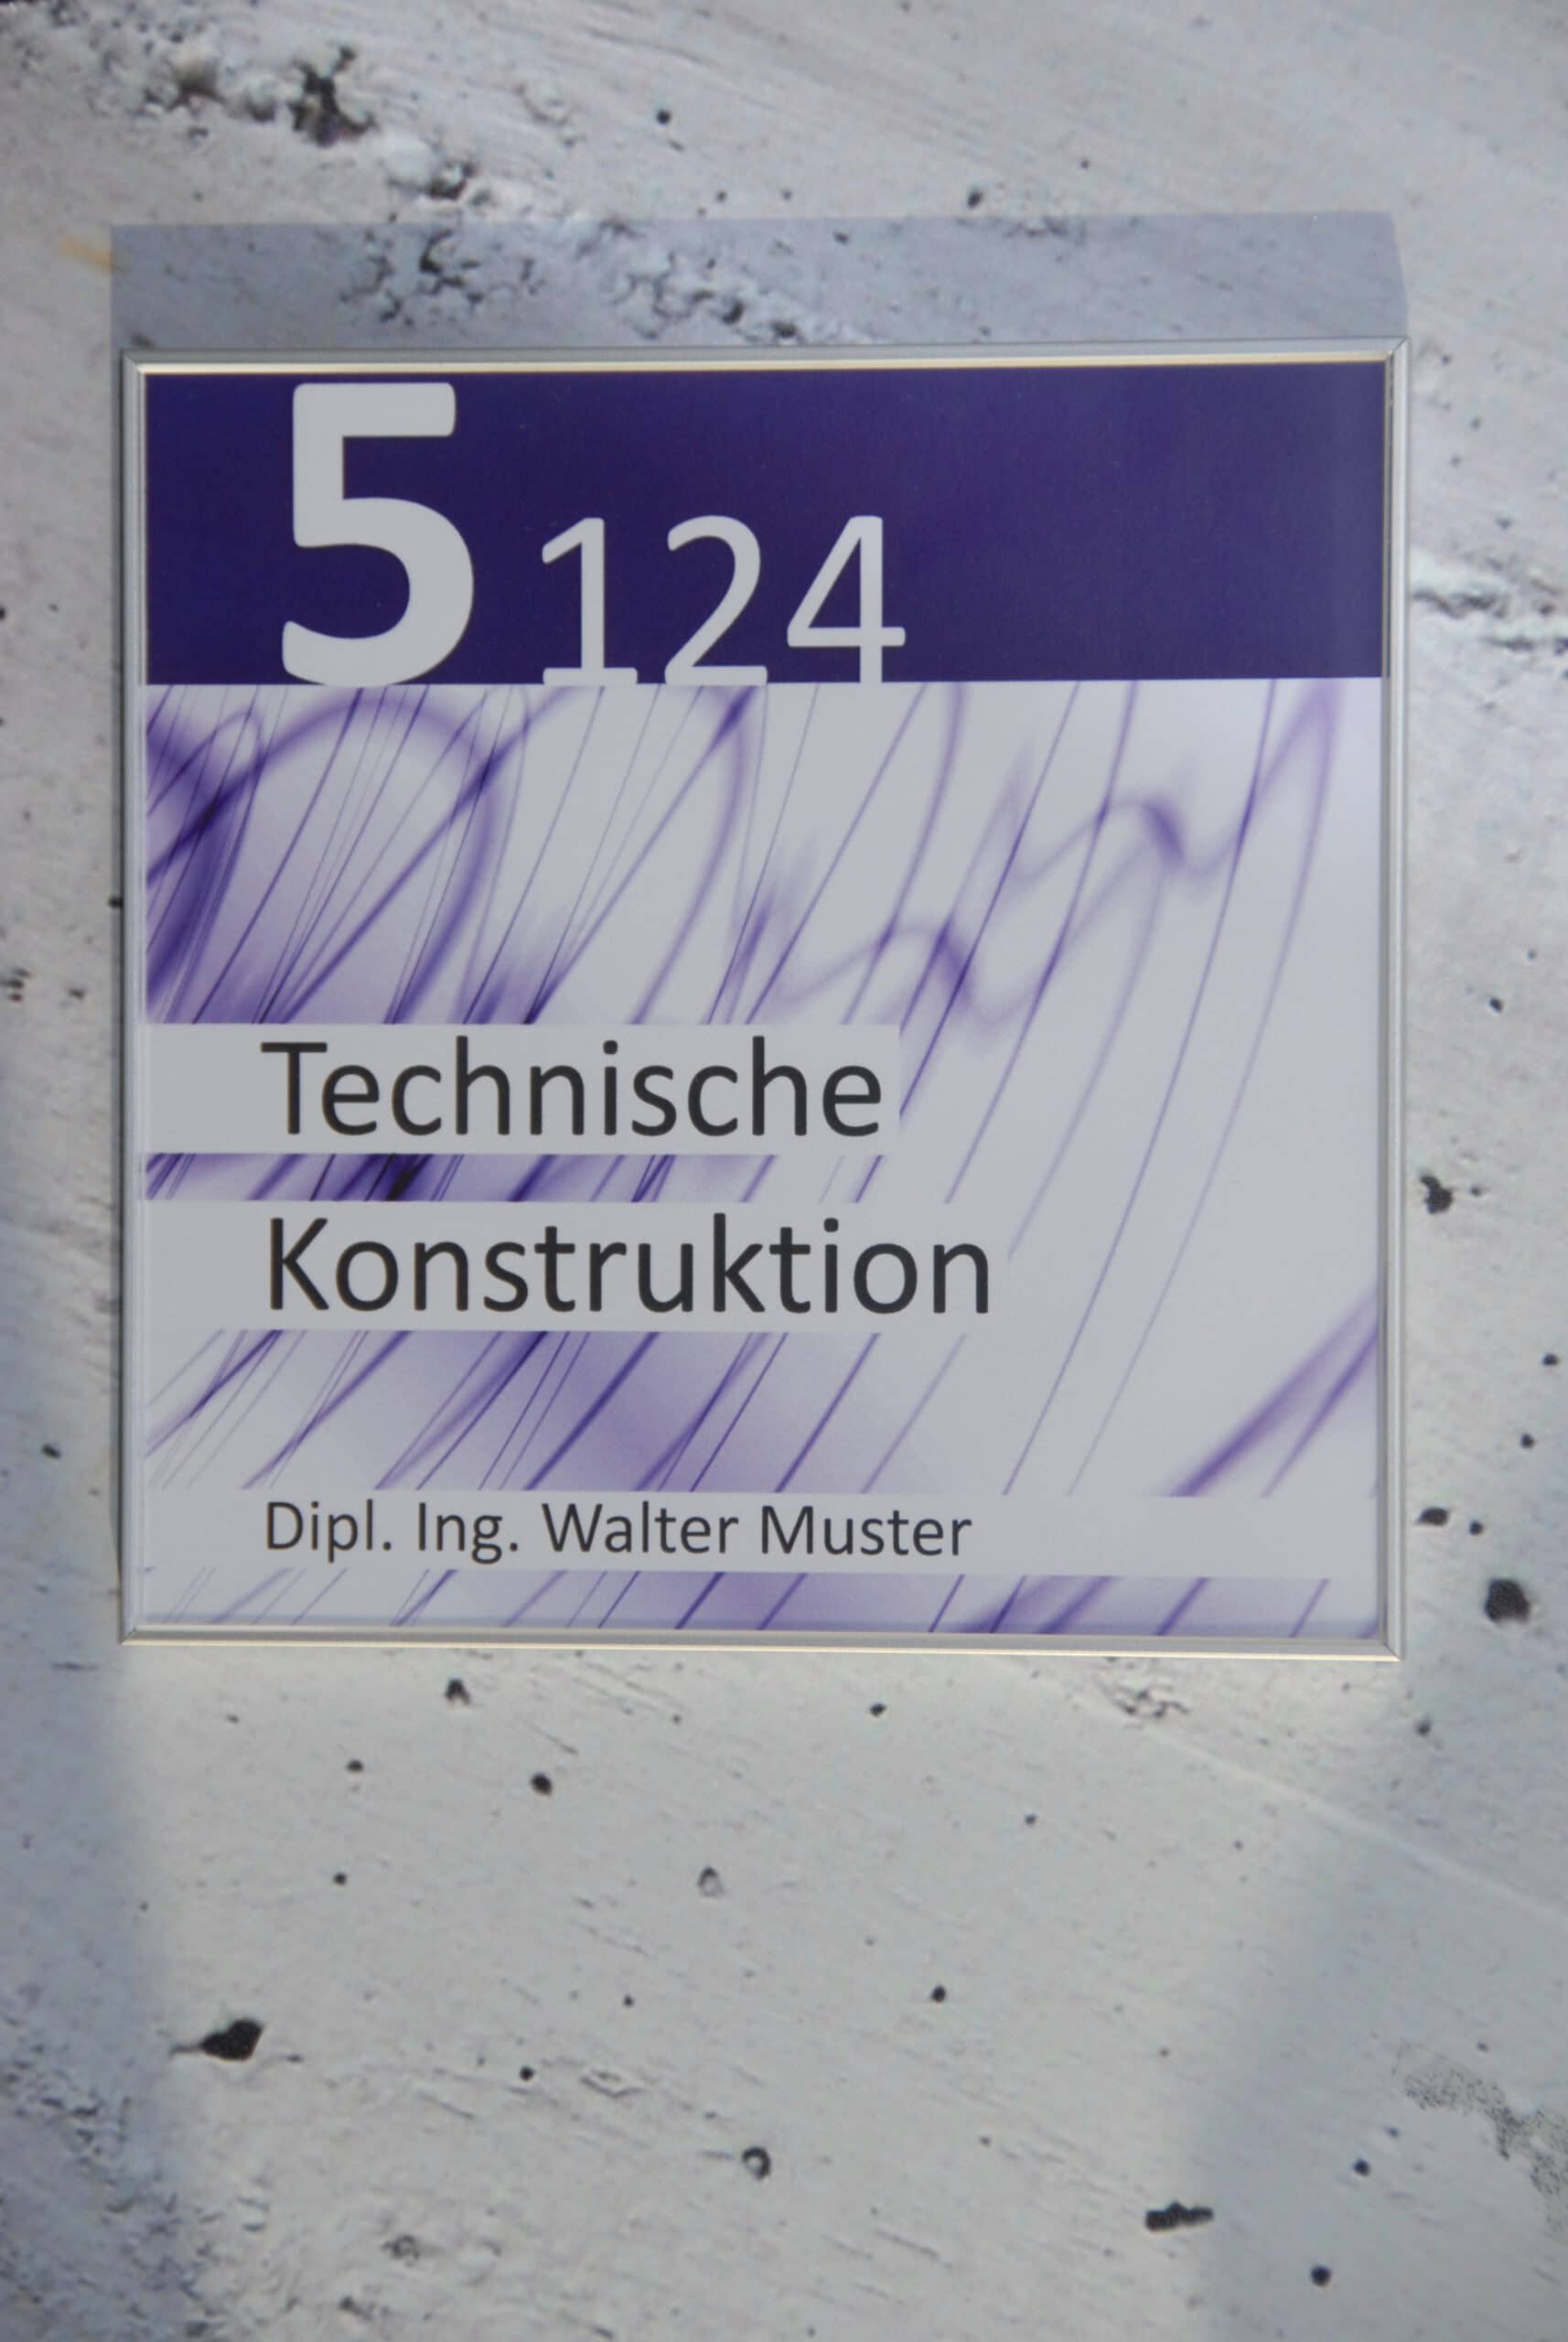 5 124
Technische
Konstruktion
Dipl. Ing. Walter Muster